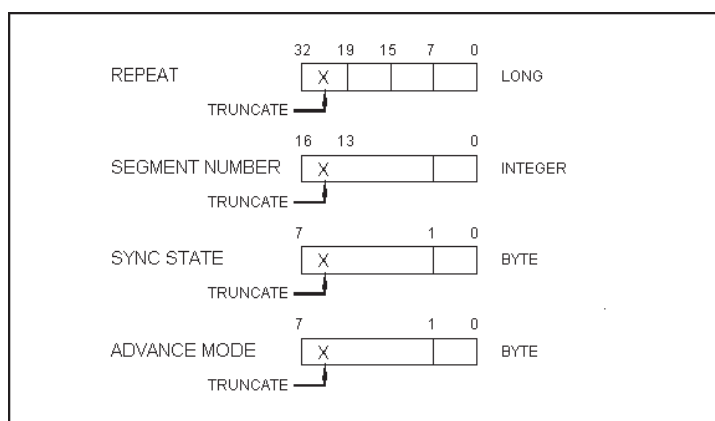 32 19 15 7 0
REPEAT X LONG
TRUNCATE
16 13 0
SEGMENT NUMBER X INTEGER
TRUNCATE
7 1 0
SYNC STATE X BYTE
TRUNCATE
7 1 0
ADVANCE MODE X BYTE
TRUNCATE